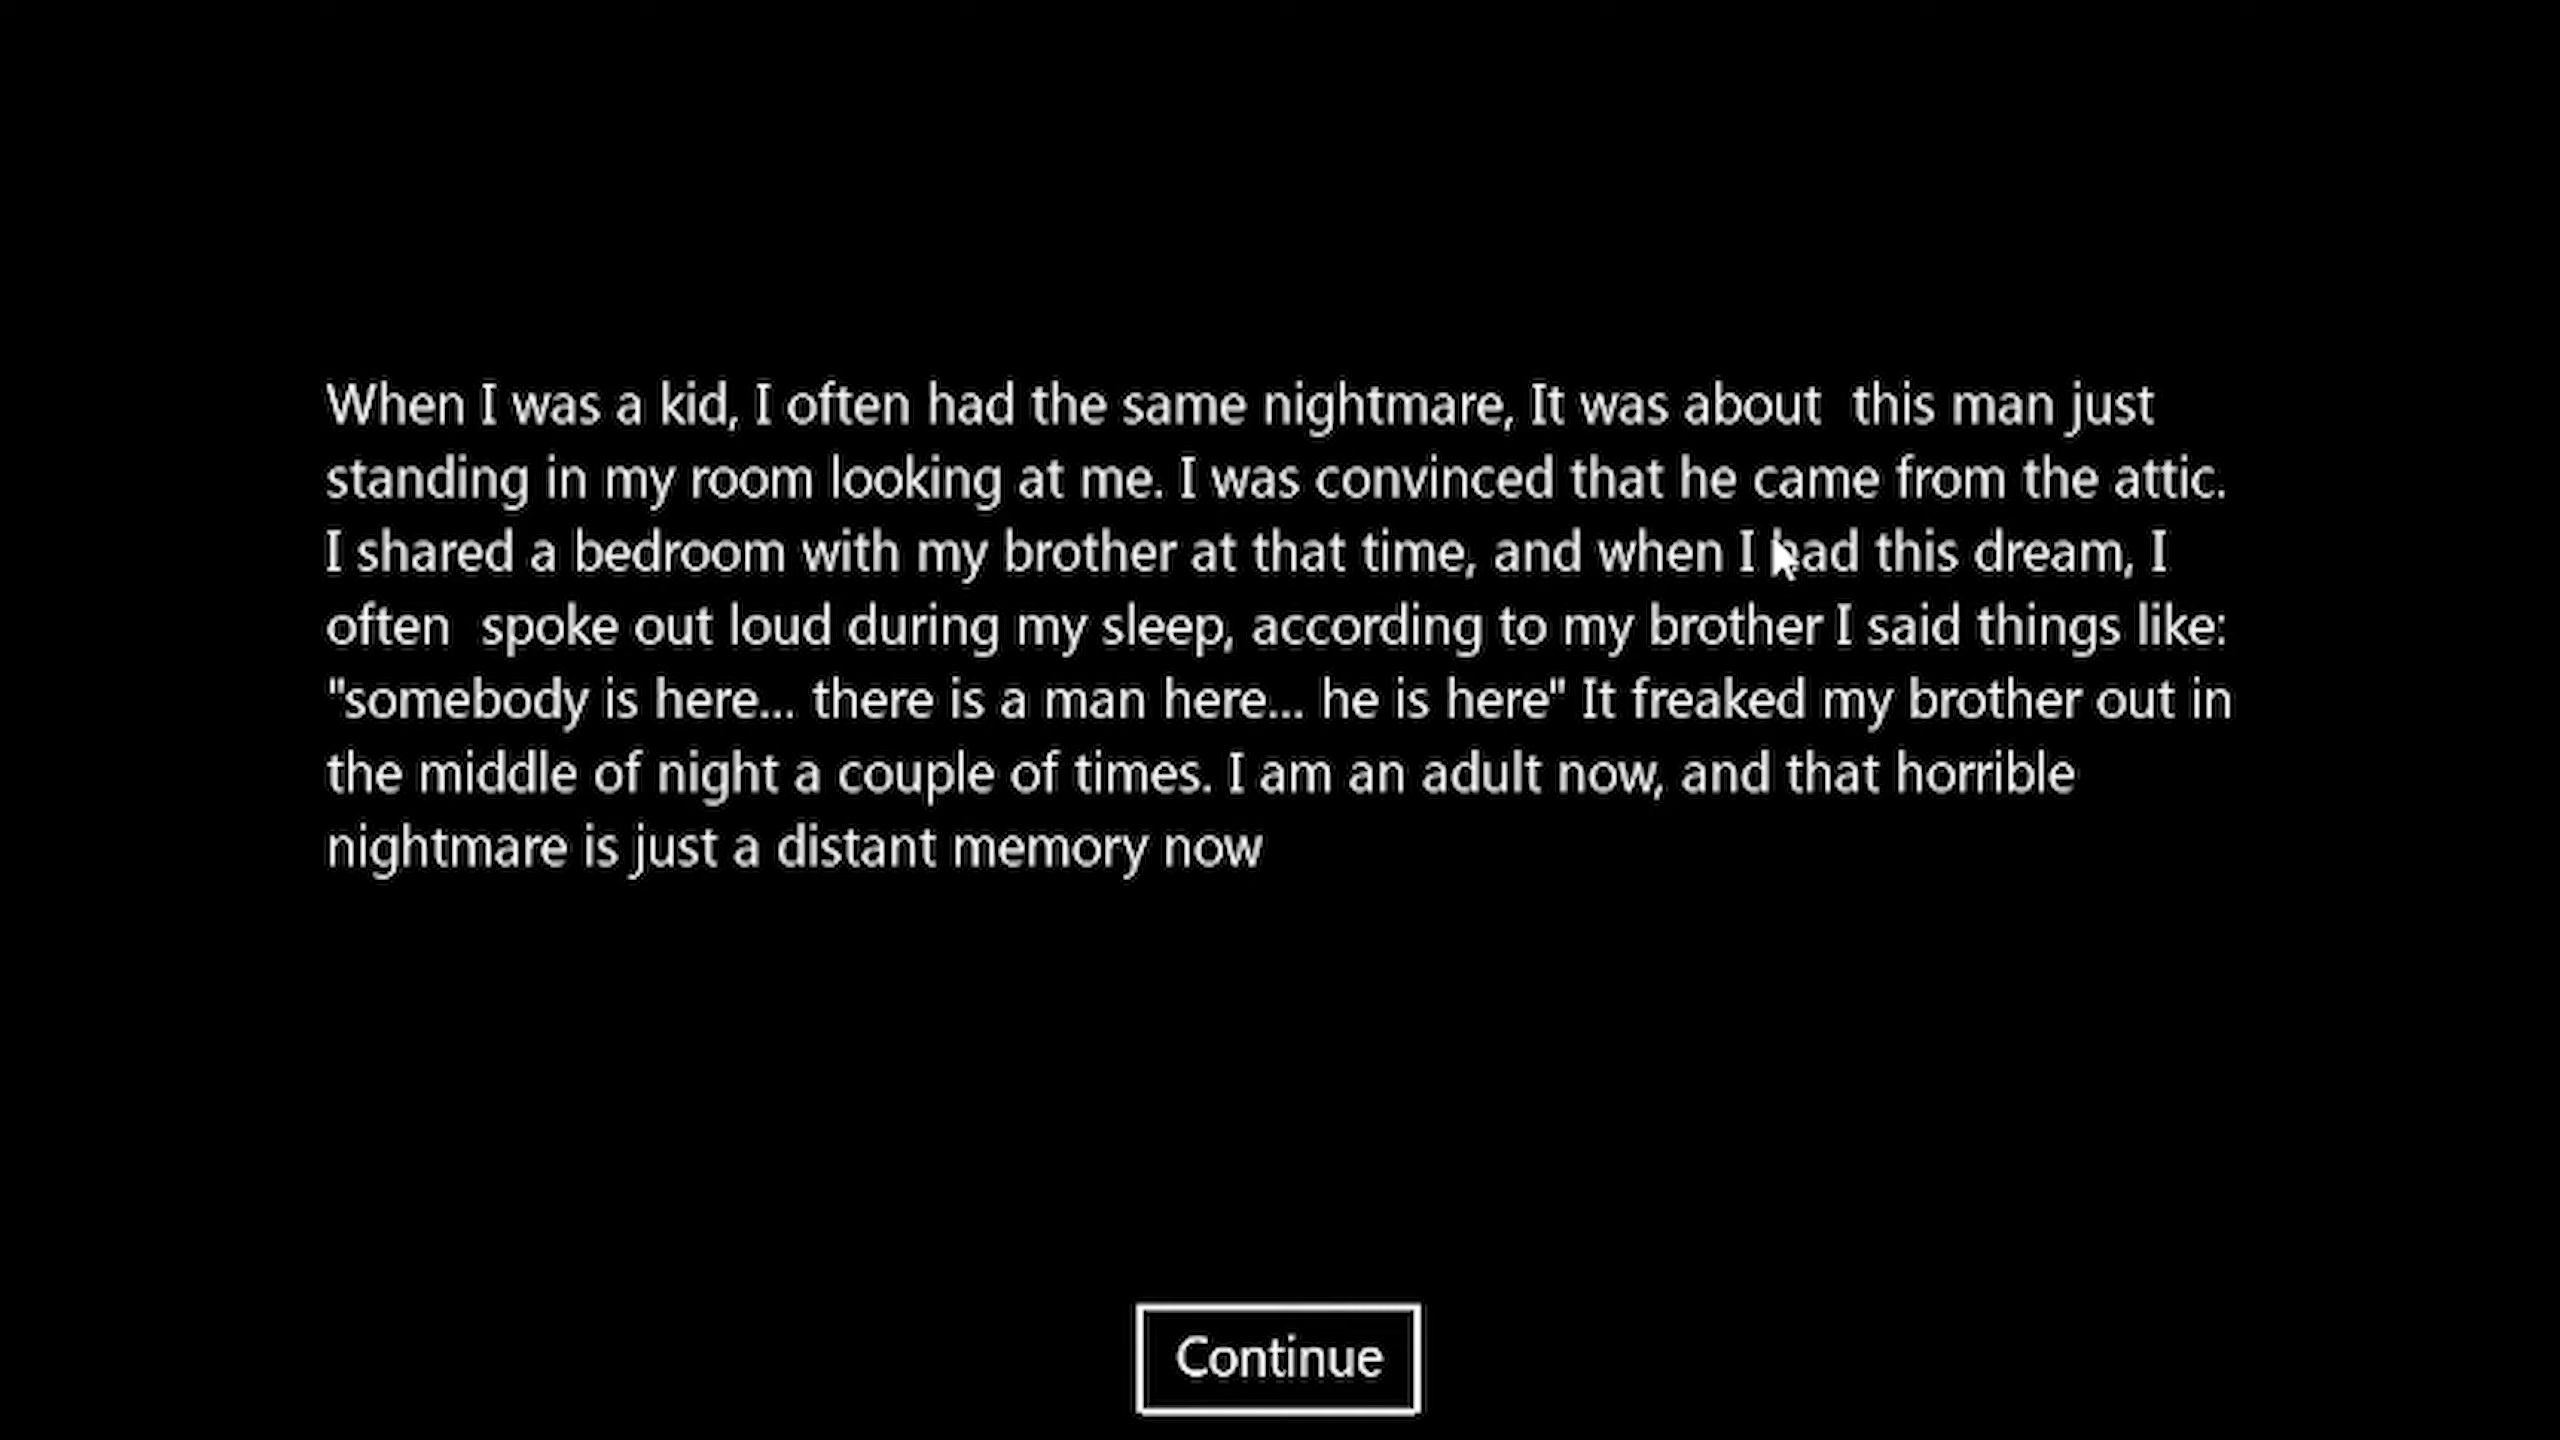 When I was a kid, I often had the same nightmare, It was about  this man just
standing in my room looking at me. I was convinced that he came from the attic.
I shared a bedroom with my brother at that time, and when I had this dream, I
often  spoke out loud during my sleep, according to my brother I said things like:
"somebody is here... there is a man here... he is here" It freaked my brother out in
the middle of night a couple of times. I am an adult now, and that horrible
nightmare is just a distant memory now
Continue